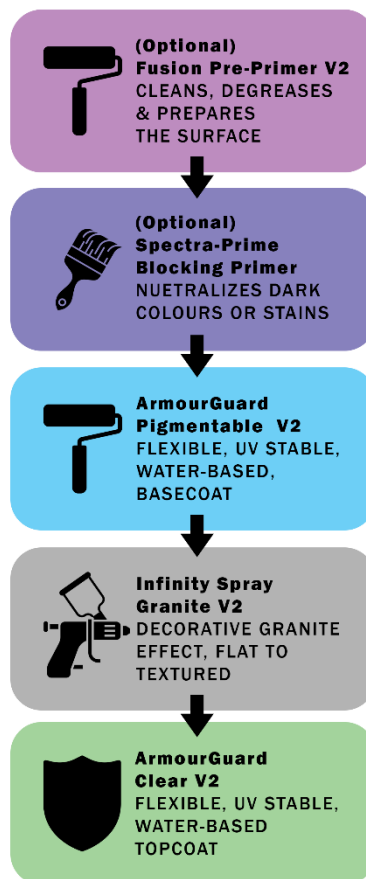 (Optional)
Fusion Pre-Primer V2
CLEANS, DEGREASES
& PREPARES
THE SURFACE
(Optional)
Spectra-Prime
Blocking Primer
NUETRALIZES DARK
COLOURS OR STAINS
ArmourGuard
Pigmentable V2
FLEXIBLE, UV STABLE,
WATER-BASED,
BASECOAT
Infinity Spray
Granite V2
DECORATIVE GRANITE
EFFECT, FLAT TO
TEXTURED
ArmourGuard
Clear V2
FLEXIBLE, UV STABLE,
WATER-BASED
TOPCOAT